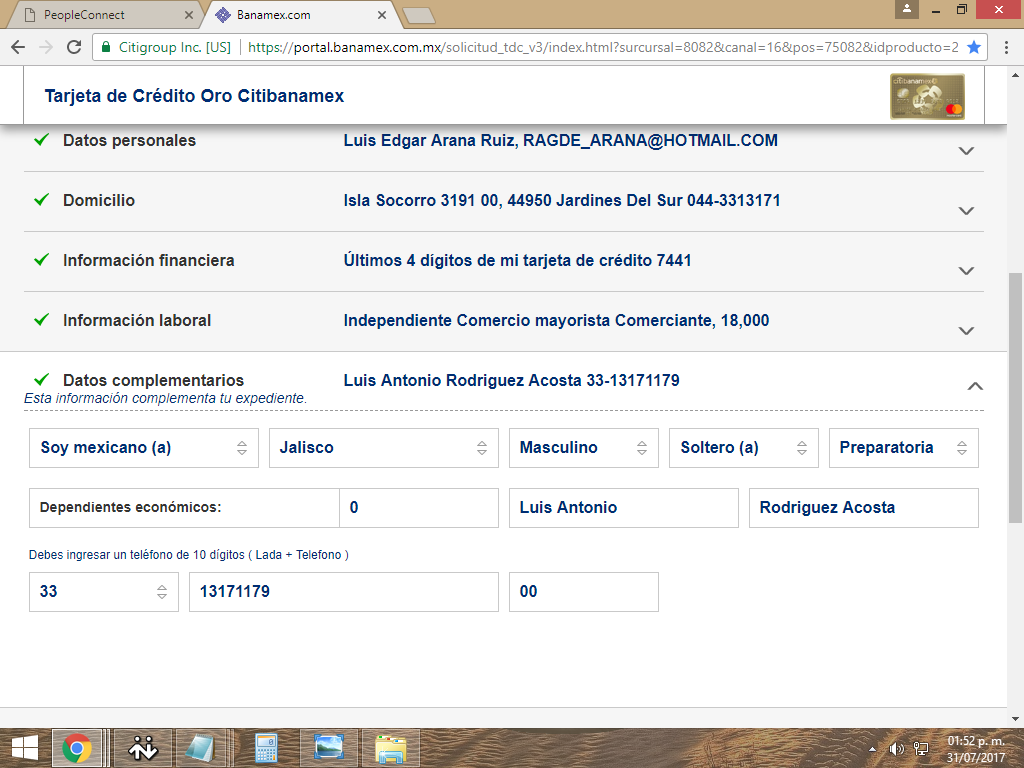 PeopleConnect
Banamex.com
Citigroup Inc. [US] https://portal.banamex.com.mx/solicitud_tdc_v3/index.html?surcursal=8082&canal=16&pos=75082&idproducto=2
Tarjeta de Crédito Oro Citibanamex
citibanamex
Datos personales Luis Edgar Arana Ruiz, RAGDE_ARANA@HOTMAIL.COM
Domicilio Isla Socorro 3191 00, 44950 Jardines Del Sur 044-3313171
Información financiera Últimos 4 dígitos de mi tarjeta de crédito 7441
Información laboral Independiente Comercio mayorista Comerciante, 18,000
Datos complementarios Luis Antonio Rodriguez Acosta 33-13171179
Esta información complementa tu expediente.
Soy mexicano (a) Jalisco Masculino Soltero (a) Preparatoria
Dependientes económicos: 0 Luis Antonio Rodriguez Acosta
Debes ingresar un teléfono de 10 dígitos ( Lada + Telefono )
33 13171179 00
01:52 p. m.
31/07/2017